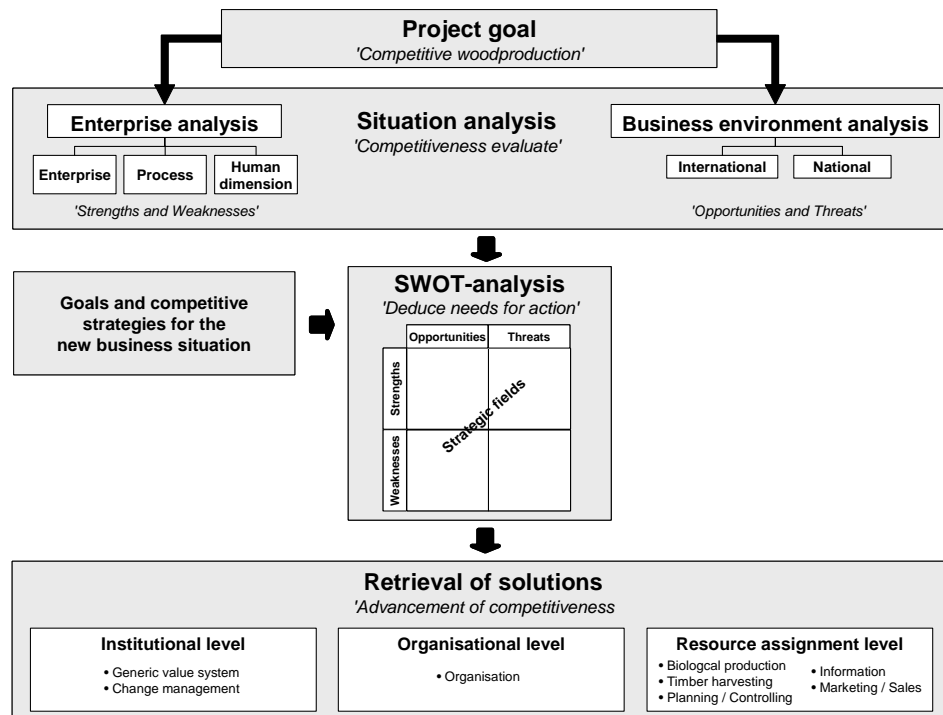 Project goal
'Competitive woodproduction'
Situation analysis
'Competitiveness evaluate'
Enterprise analysis
Enterprise
Process
Human
dimension
'Strengths and Weaknesses'
Business environment analysis
International
National
'Opportunities and Threats'
Goals and competitive
strategies for the
new business situation
SWOT-analysis
'Deduce needs for action'
Opportunities
Threats
Strengths
Weaknesses
Strategic fields
Retrieval of solutions
'Advancement of competitiveness
Institutional level
• Generic value system
• Change management
Organisational level
• Organisation
Resource assignment level
• Biologcal production
• Timber harvesting
• Planning / Controlling
• Information
• Marketing / Sales